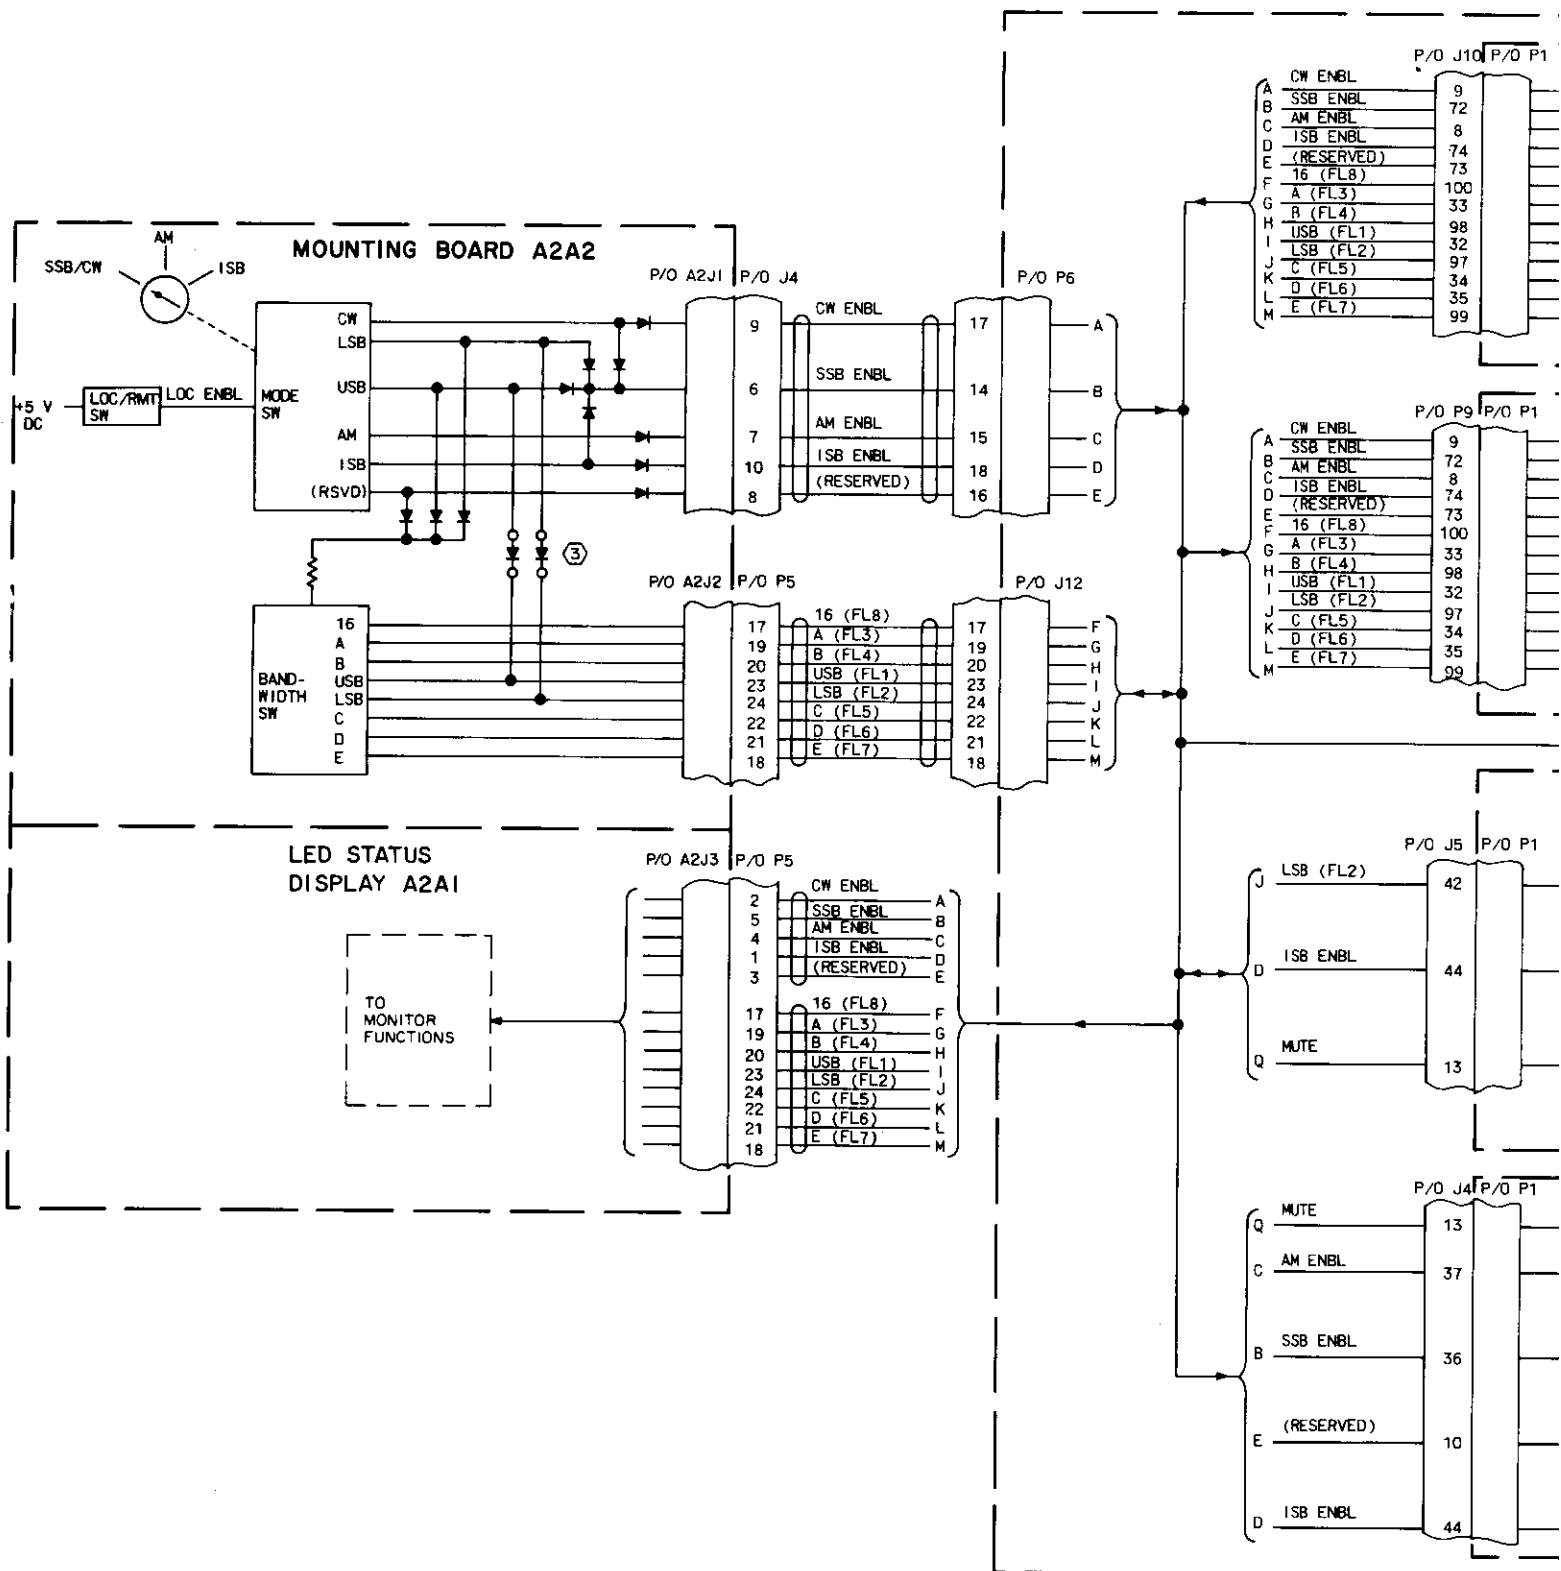 MOUNTING BOARD A2A2
AM
SSB/CW
ISB
+5 V
DC
LOC/RMT
SW
LOC ENBL
MODE
SW
CW
LSB
USB
AM
ISB
(RSVD)
3
BAND-
WIDTH
SW
16
A
B
USB
LSB
C
D
E
P/O A2J1 P/O J4
P/O P6
9 CW ENBL 17 A
6 SSB ENBL 14 B
7 AM ENBL 15 C
10 ISB ENBL 18 D
8 (RESERVED) 16 E
P/O A2J2 P/O P5
P/O J12
17 16 (FL8) 17 F
19 A (FL3) 19 G
20 B (FL4) 20 H
23 USB (FL1) 23 I
24 LSB (FL2) 24 J
22 C (FL5) 22 K
21 D (FL6) 21 L
18 E (FL7) 18 M
LED STATUS
DISPLAY A2A1
TO
MONITOR
FUNCTIONS
P/O A2J3 P/O P5
2 CW ENBL A
5 SSB ENBL B
4 AM ENBL C
1 ISB ENBL D
3 (RESERVED) E
17 16 (FL8) F
19 A (FL3) G
20 B (FL4) H
23 USB (FL1) I
24 LSB (FL2) J
22 C (FL5) K
21 D (FL6) L
18 E (FL7) M
P/O J10 P/O P1
A CW ENBL 9
B SSB ENBL 72
C AM ENBL 8
D ISB ENBL 74
E (RESERVED) 73
F 16 (FL8) 100
G A (FL3) 33
H B (FL4) 98
I USB (FL1) 32
J LSB (FL2) 97
K C (FL5) 34
L D (FL6) 35
M E (FL7) 99
P/O P9 P/O P1
A CW ENBL 9
B SSB ENBL 72
C AM ENBL 8
D ISB ENBL 74
E (RESERVED) 73
F 16 (FL8) 100
G A (FL3) 33
H B (FL4) 98
I USB (FL1) 32
J LSB (FL2) 97
K C (FL5) 34
L D (FL6) 35
M E (FL7) 99
P/O J5 P/O P1
J LSB (FL2) 42
D ISB ENBL 44
Q MUTE 13
P/O J4 P/O P1
Q MUTE 13
C AM ENBL 37
B SSB ENBL 36
E (RESERVED) 10
D ISB ENBL 44